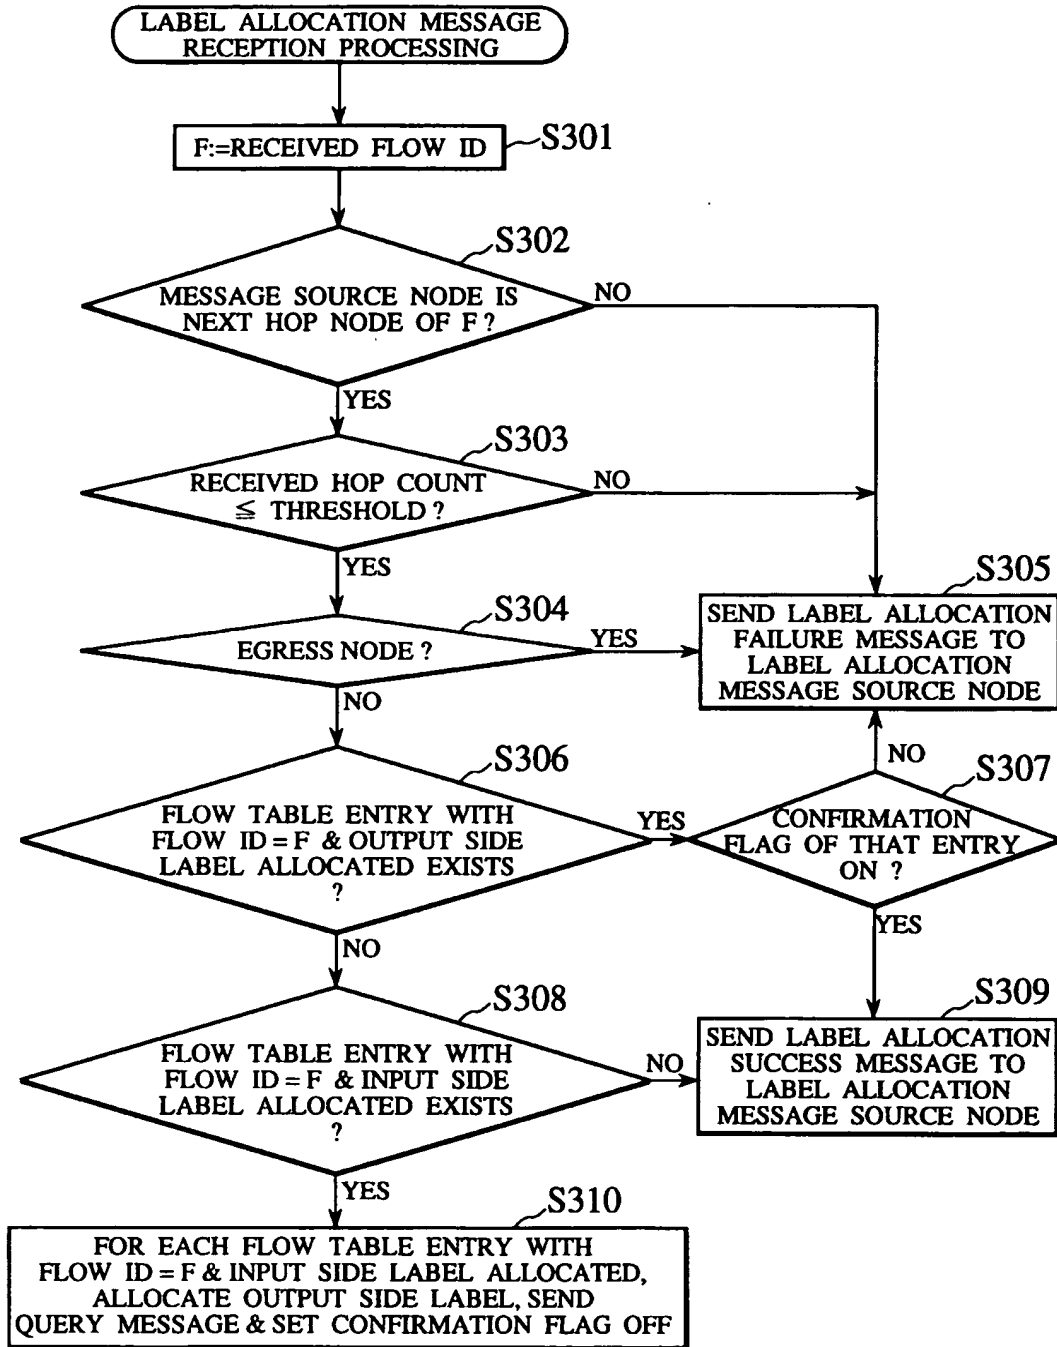 LABEL ALLOCATION MESSAGE
RECEPTION PROCESSING
F:=RECEIVED FLOW ID
S301
S302
MESSAGE SOURCE NODE IS
NEXT HOP NODE OF F ?
NO
YES
S303
RECEIVED HOP COUNT
≦ THRESHOLD ?
NO
YES
S304
EGRESS NODE ?
YES
NO
S305
SEND LABEL ALLOCATION
FAILURE MESSAGE TO
LABEL ALLOCATION
MESSAGE SOURCE NODE
S306
FLOW TABLE ENTRY WITH
FLOW ID = F & OUTPUT SIDE
LABEL ALLOCATED EXISTS
?
YES
NO
S307
CONFIRMATION
FLAG OF THAT ENTRY
ON ?
NO
YES
S308
FLOW TABLE ENTRY WITH
FLOW ID = F & INPUT SIDE
LABEL ALLOCATED EXISTS
?
NO
YES
S309
SEND LABEL ALLOCATION
SUCCESS MESSAGE TO
LABEL ALLOCATION
MESSAGE SOURCE NODE
S310
FOR EACH FLOW TABLE ENTRY WITH
FLOW ID = F & INPUT SIDE LABEL ALLOCATED,
ALLOCATE OUTPUT SIDE LABEL, SEND
QUERY MESSAGE & SET CONFIRMATION FLAG OFF